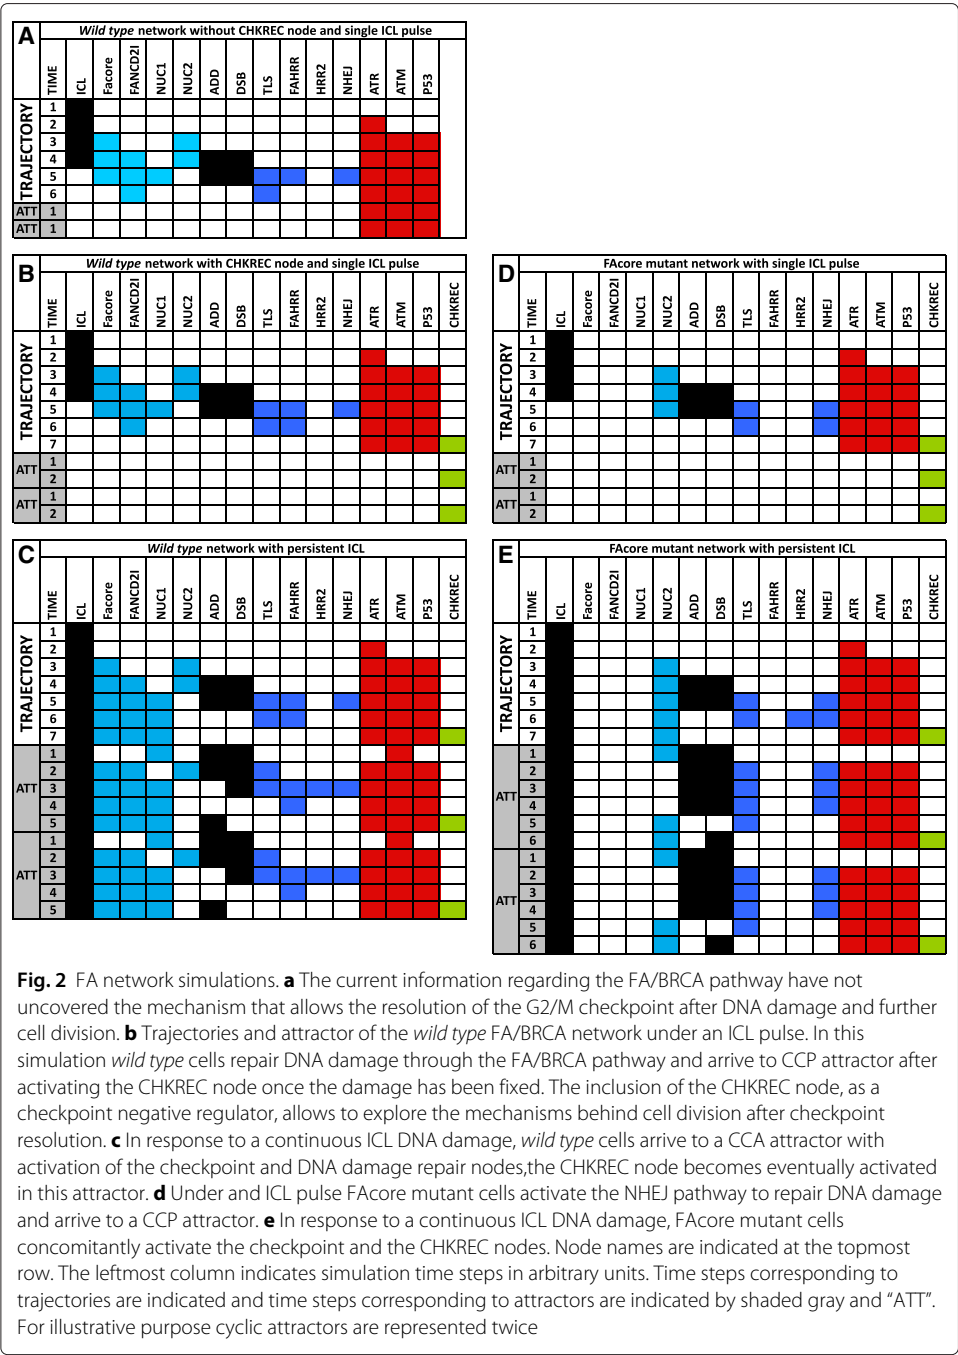 A
Wild type network without CHKREC node and single ICL pulse
TIME ICL Facore FANCD2I NUC1 NUC2 ADD DSB TLS FAHRR HRR2 NHEJ ATR ATM P53
TRAJECTORY
1
2
3
4
5
6
ATT 1
ATT 1
B
Wild type network with CHKREC node and single ICL pulse
TIME ICL Facore FANCD2I NUC1 NUC2 ADD DSB TLS FAHRR HRR2 NHEJ ATR ATM P53 CHKREC
TRAJECTORY
1
2
3
4
5
6
7
ATT
1
2
ATT
1
2
D
FAcore mutant network with single ICL pulse
TIME ICL Facore FANCD2I NUC1 NUC2 ADD DSB TLS FAHRR HRR2 NHEJ ATR ATM P53 CHKREC
TRAJECTORY
1
2
3
4
5
6
7
ATT
1
2
ATT
1
2
C
Wild type network with persistent ICL
TIME ICL Facore FANCD2I NUC1 NUC2 ADD DSB TLS FAHRR HRR2 NHEJ ATR ATM P53 CHKREC
TRAJECTORY
1
2
3
4
5
6
7
ATT
1
2
3
4
5
ATT
1
2
3
4
5
E
FAcore mutant network with persistent ICL
TIME ICL Facore FANCD2I NUC1 NUC2 ADD DSB TLS FAHRR HRR2 NHEJ ATR ATM P53 CHKREC
TRAJECTORY
1
2
3
4
5
6
7
ATT
1
2
3
4
5
6
ATT
1
2
3
4
5
6
Fig. 2 FA network simulations. a The current information regarding the FA/BRCA pathway have not
uncovered the mechanism that allows the resolution of the G2/M checkpoint after DNA damage and further
cell division. b Trajectories and attractor of the wild type FA/BRCA network under an ICL pulse. In this
simulation wild type cells repair DNA damage through the FA/BRCA pathway and arrive to CCP attractor after
activating the CHKREC node once the damage has been fixed. The inclusion of the CHKREC node, as a
checkpoint negative regulator, allows to explore the mechanisms behind cell division after checkpoint
resolution. c In response to a continuous ICL DNA damage, wild type cells arrive to a CCA attractor with
activation of the checkpoint and DNA damage repair nodes,the CHKREC node becomes eventually activated
in this attractor. d Under and ICL pulse FAcore mutant cells activate the NHEJ pathway to repair DNA damage
and arrive to a CCP attractor. e In response to a continuous ICL DNA damage, FAcore mutant cells
concomitantly activate the checkpoint and the CHKREC nodes. Node names are indicated at the topmost
row. The leftmost column indicates simulation time steps in arbitrary units. Time steps corresponding to
trajectories are indicated and time steps corresponding to attractors are indicated by shaded gray and “ATT”.
For illustrative purpose cyclic attractors are represented twice